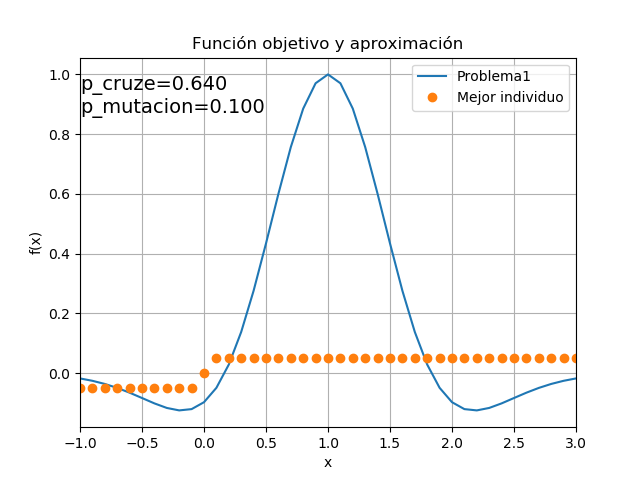 Función objetivo y aproximación
p_cruze=0.640
p_mutacion=0.100
Problema1
Mejor individuo
f(x)
1.0
0.8
0.6
0.4
0.2
0.0
−1.0 −0.5 0.0 0.5 1.0 1.5 2.0 2.5 3.0
x